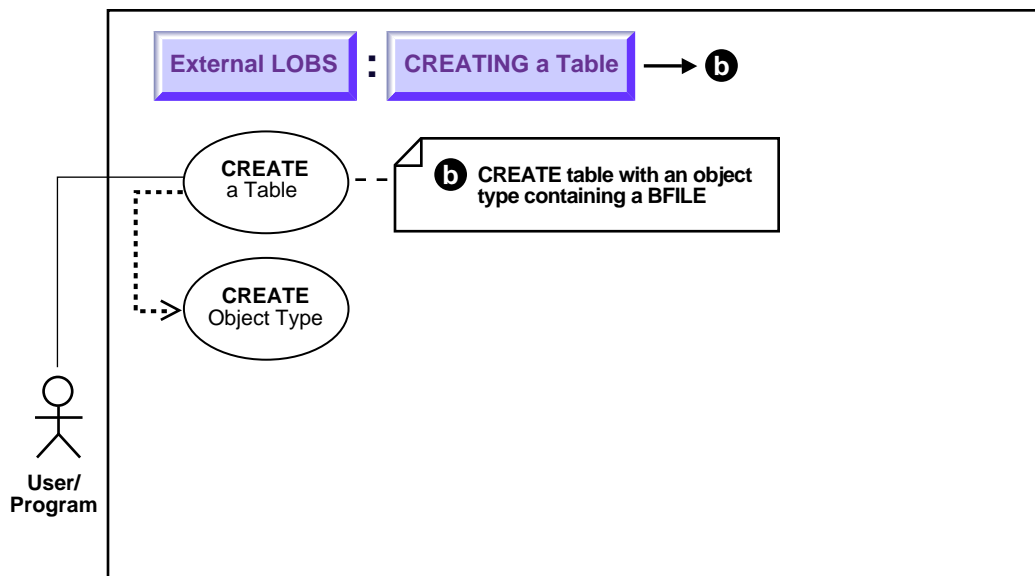 External LOBS : CREATING a Table b
CREATE
a Table
b CREATE table with an object
type containing a BFILE
CREATE
Object Type
User/
Program